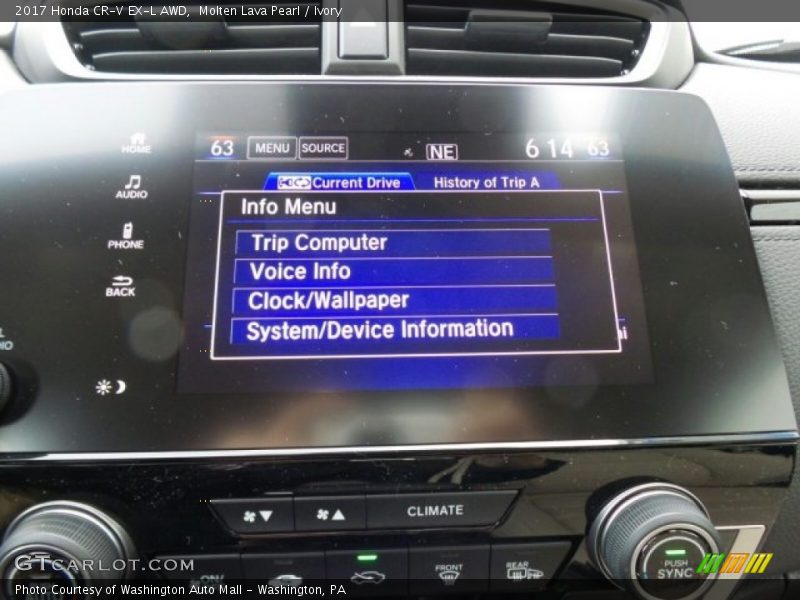 2017 Honda CR-V EX-L AWD, Molten Lava Pearl / Ivory
HOME
63 MENU SOURCE NE 6 14 63
AUDIO
Current Drive History of Trip A
Info Menu
PHONE
Trip Computer
Voice Info
BACK
Clock/Wallpaper
System/Device Information
CLIMATE
FRONT
REAR
PUSH
SYNC
GTCARLOT.COM
Photo Courtesy of Washington Auto Mall - Washington, PA